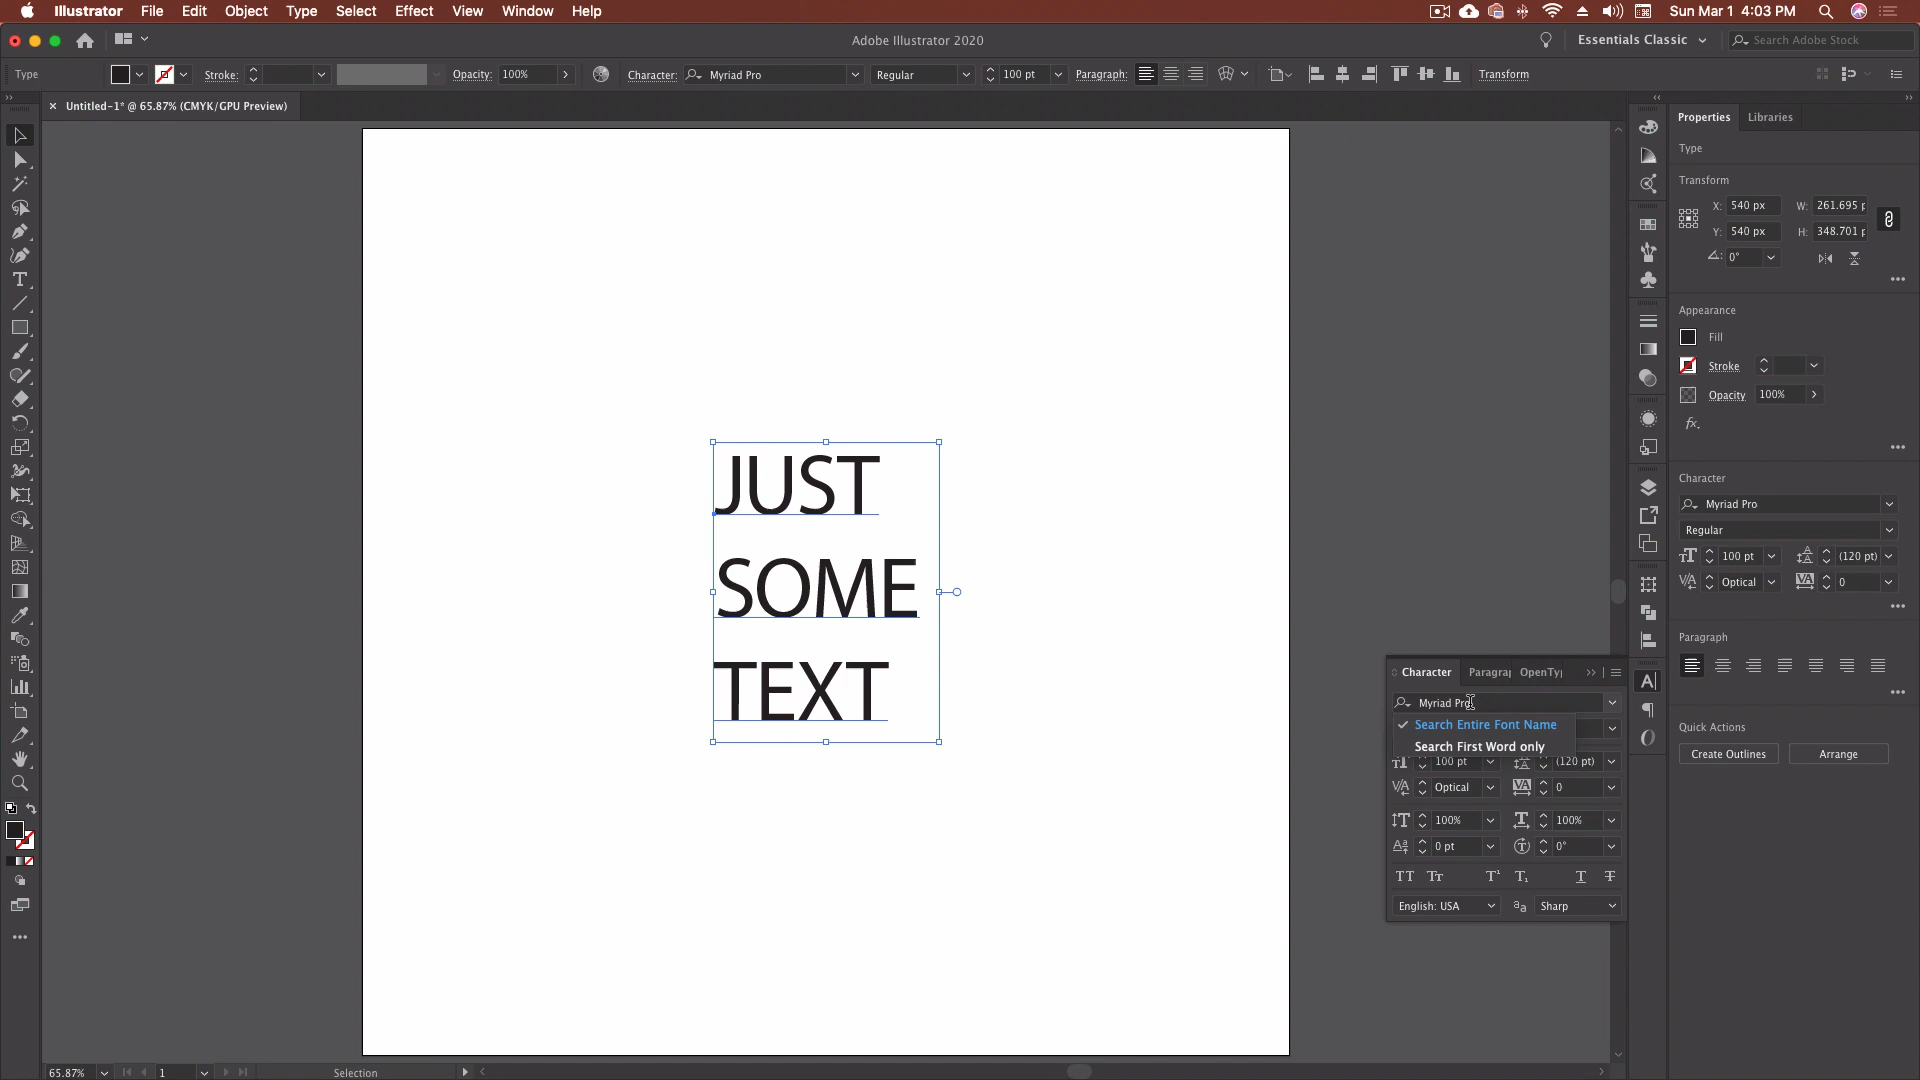 Illustrator File Edit Object Type Select Effect View Window Help Sun Mar 1 4:03 PM
Adobe Illustrator 2020 Essentials Classic Search Adobe Stock
Type Stroke: Opacity: 100% Character: Myriad Pro Regular 100 pt Paragraph: Transform
× Untitled-1* @ 65.87% (CMYK/GPU Preview)
Properties Libraries
Type
Transform
X: 540 px W: 261.695 p
Y: 540 px H: 348.701 p
0°
Appearance
Fill
Stroke
Opacity 100%
fx.
Character
Myriad Pro
Regular
100 pt (120 pt)
Optical 0
Paragraph
Quick Actions
Create Outlines Arrange
JUST
SOME
TEXT
Character Paragra OpenTy
Myriad Pro
Search Entire Font Name
Search First Word only
100 pt (120 pt)
Optical 0
100% 100%
0 pt 0°
TT Tr T¹ T₁ T T
English: USA Sharp
65.87% 1 Selection